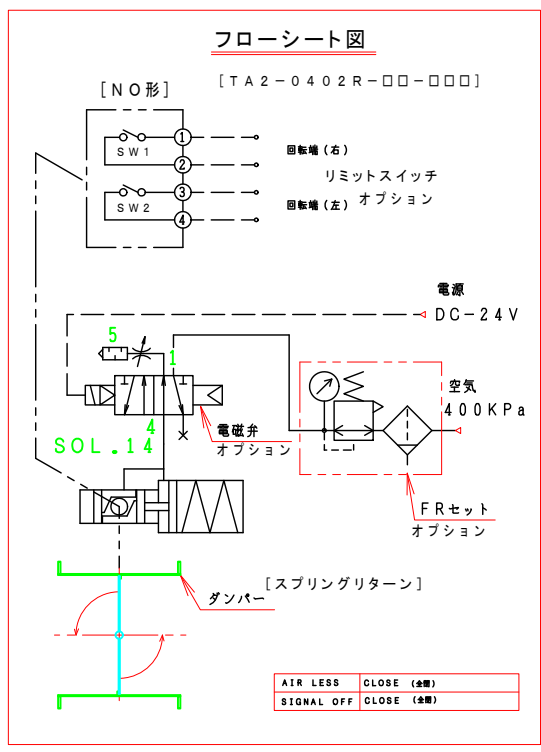 フローシート図
[TA2-0402R-□□-□□□]
[NO形]
1
SW1
2
回転端(右)
リミットスイッチ
オプション
3
SW2
4
回転端(左)
電源
DC-24V
5
1
空気
400KPa
4
SOL.14
電磁弁
オプション
FRセット
オプション
[スプリングリターン]
ダンパー
AIR LESS CLOSE (全閉)
SIGNAL OFF CLOSE (全閉)